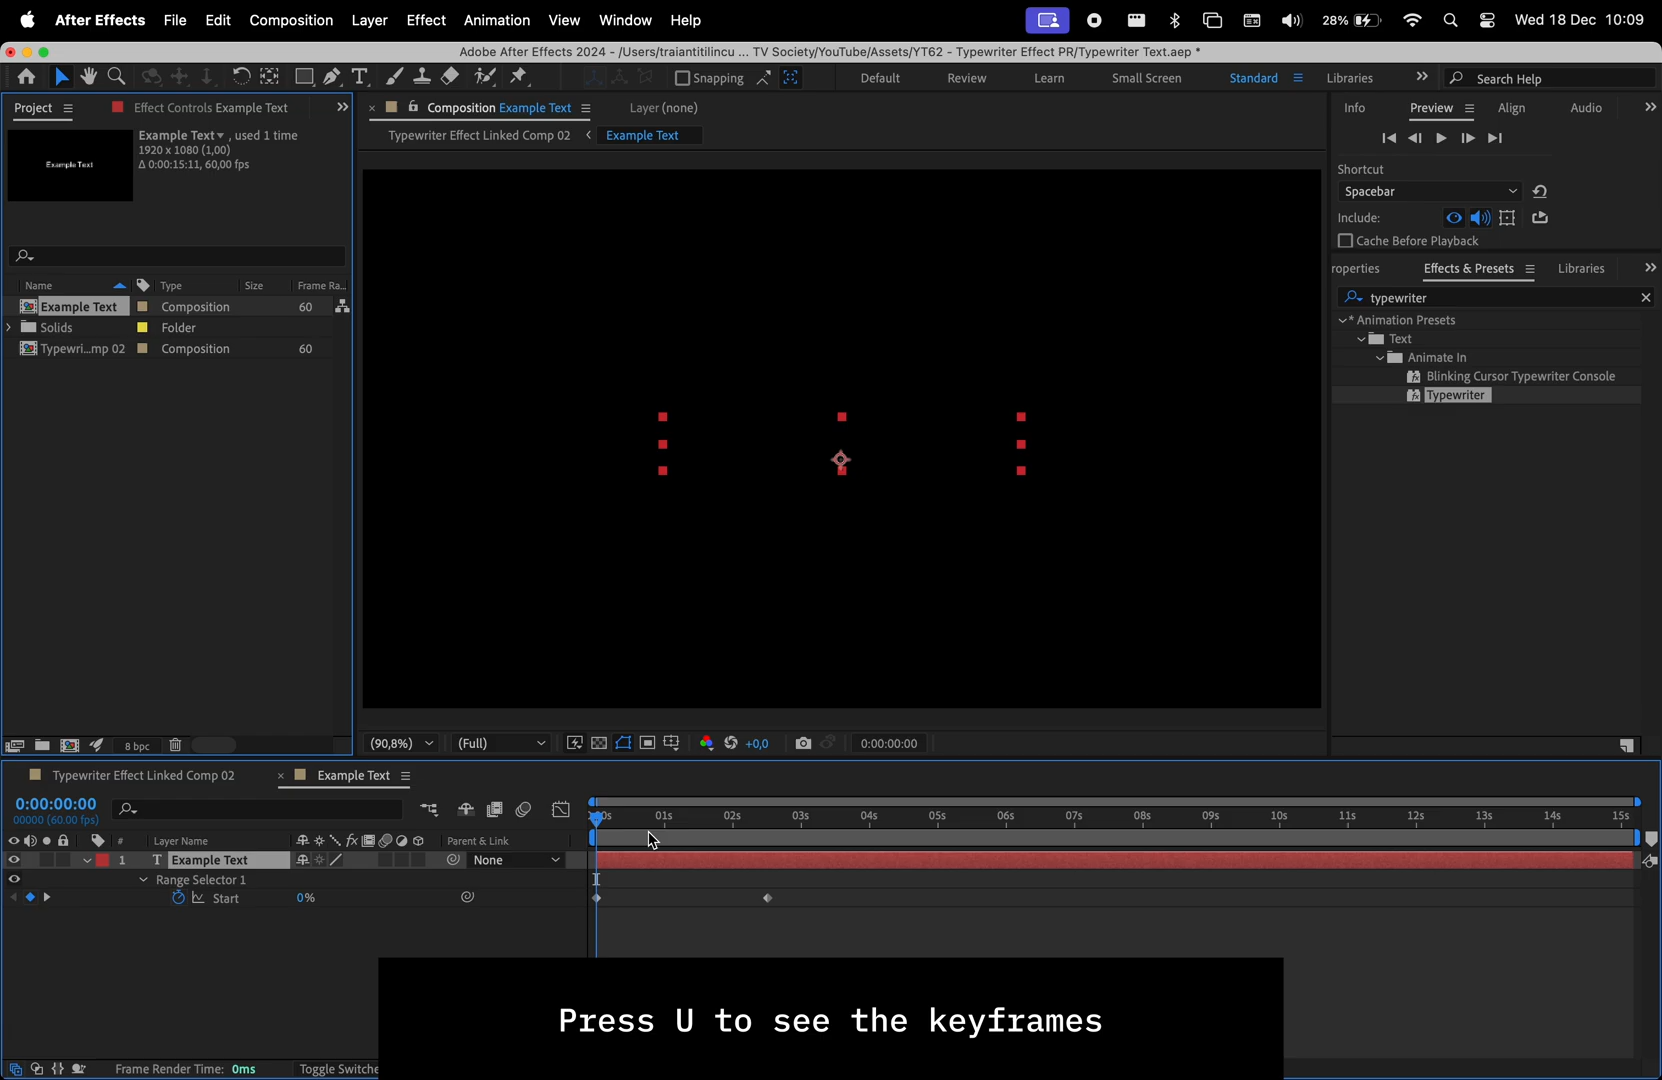 After Effects File Edit Composition Layer Effect Animation View Window Help 28% Wed 18 Dec 10:09
Adobe After Effects 2024 - /Users/traiantitilincu ... TV Society/YouTube/Assets/YT62 - Typewriter Effect PR/Typewriter Text.aep *
Snapping Default Review Learn Small Screen Standard Libraries Search Help
Project Effect Controls Example Text
Example Text , used 1 time
1920 x 1080 (1,00)
Δ 0:00:15:11, 60,00 fps
Example Text
Name Type Size Frame Ra...
Example Text Composition 60
Solids Folder
Typewri...mp 02 Composition 60
8 bpc
Composition Example Text Layer (none)
Typewriter Effect Linked Comp 02 Example Text
(90,8%) (Full) +0,0 0:00:00:00
Info Preview Align Audio
Shortcut
Spacebar
Include:
Cache Before Playback
roperties Effects & Presets Libraries
typewriter
* Animation Presets
Text
Animate In
Blinking Cursor Typewriter Console
Typewriter
Typewriter Effect Linked Comp 02 Example Text
0:00:00:00
00000 (60.00 fps)
0s 01s 02s 03s 04s 05s 06s 07s 08s 09s 10s 11s 12s 13s 14s 15s
# Layer Name Parent & Link
1 T Example Text None
Range Selector 1
Start 0%
Press U to see the keyframes
Frame Render Time: 0ms Toggle Switche